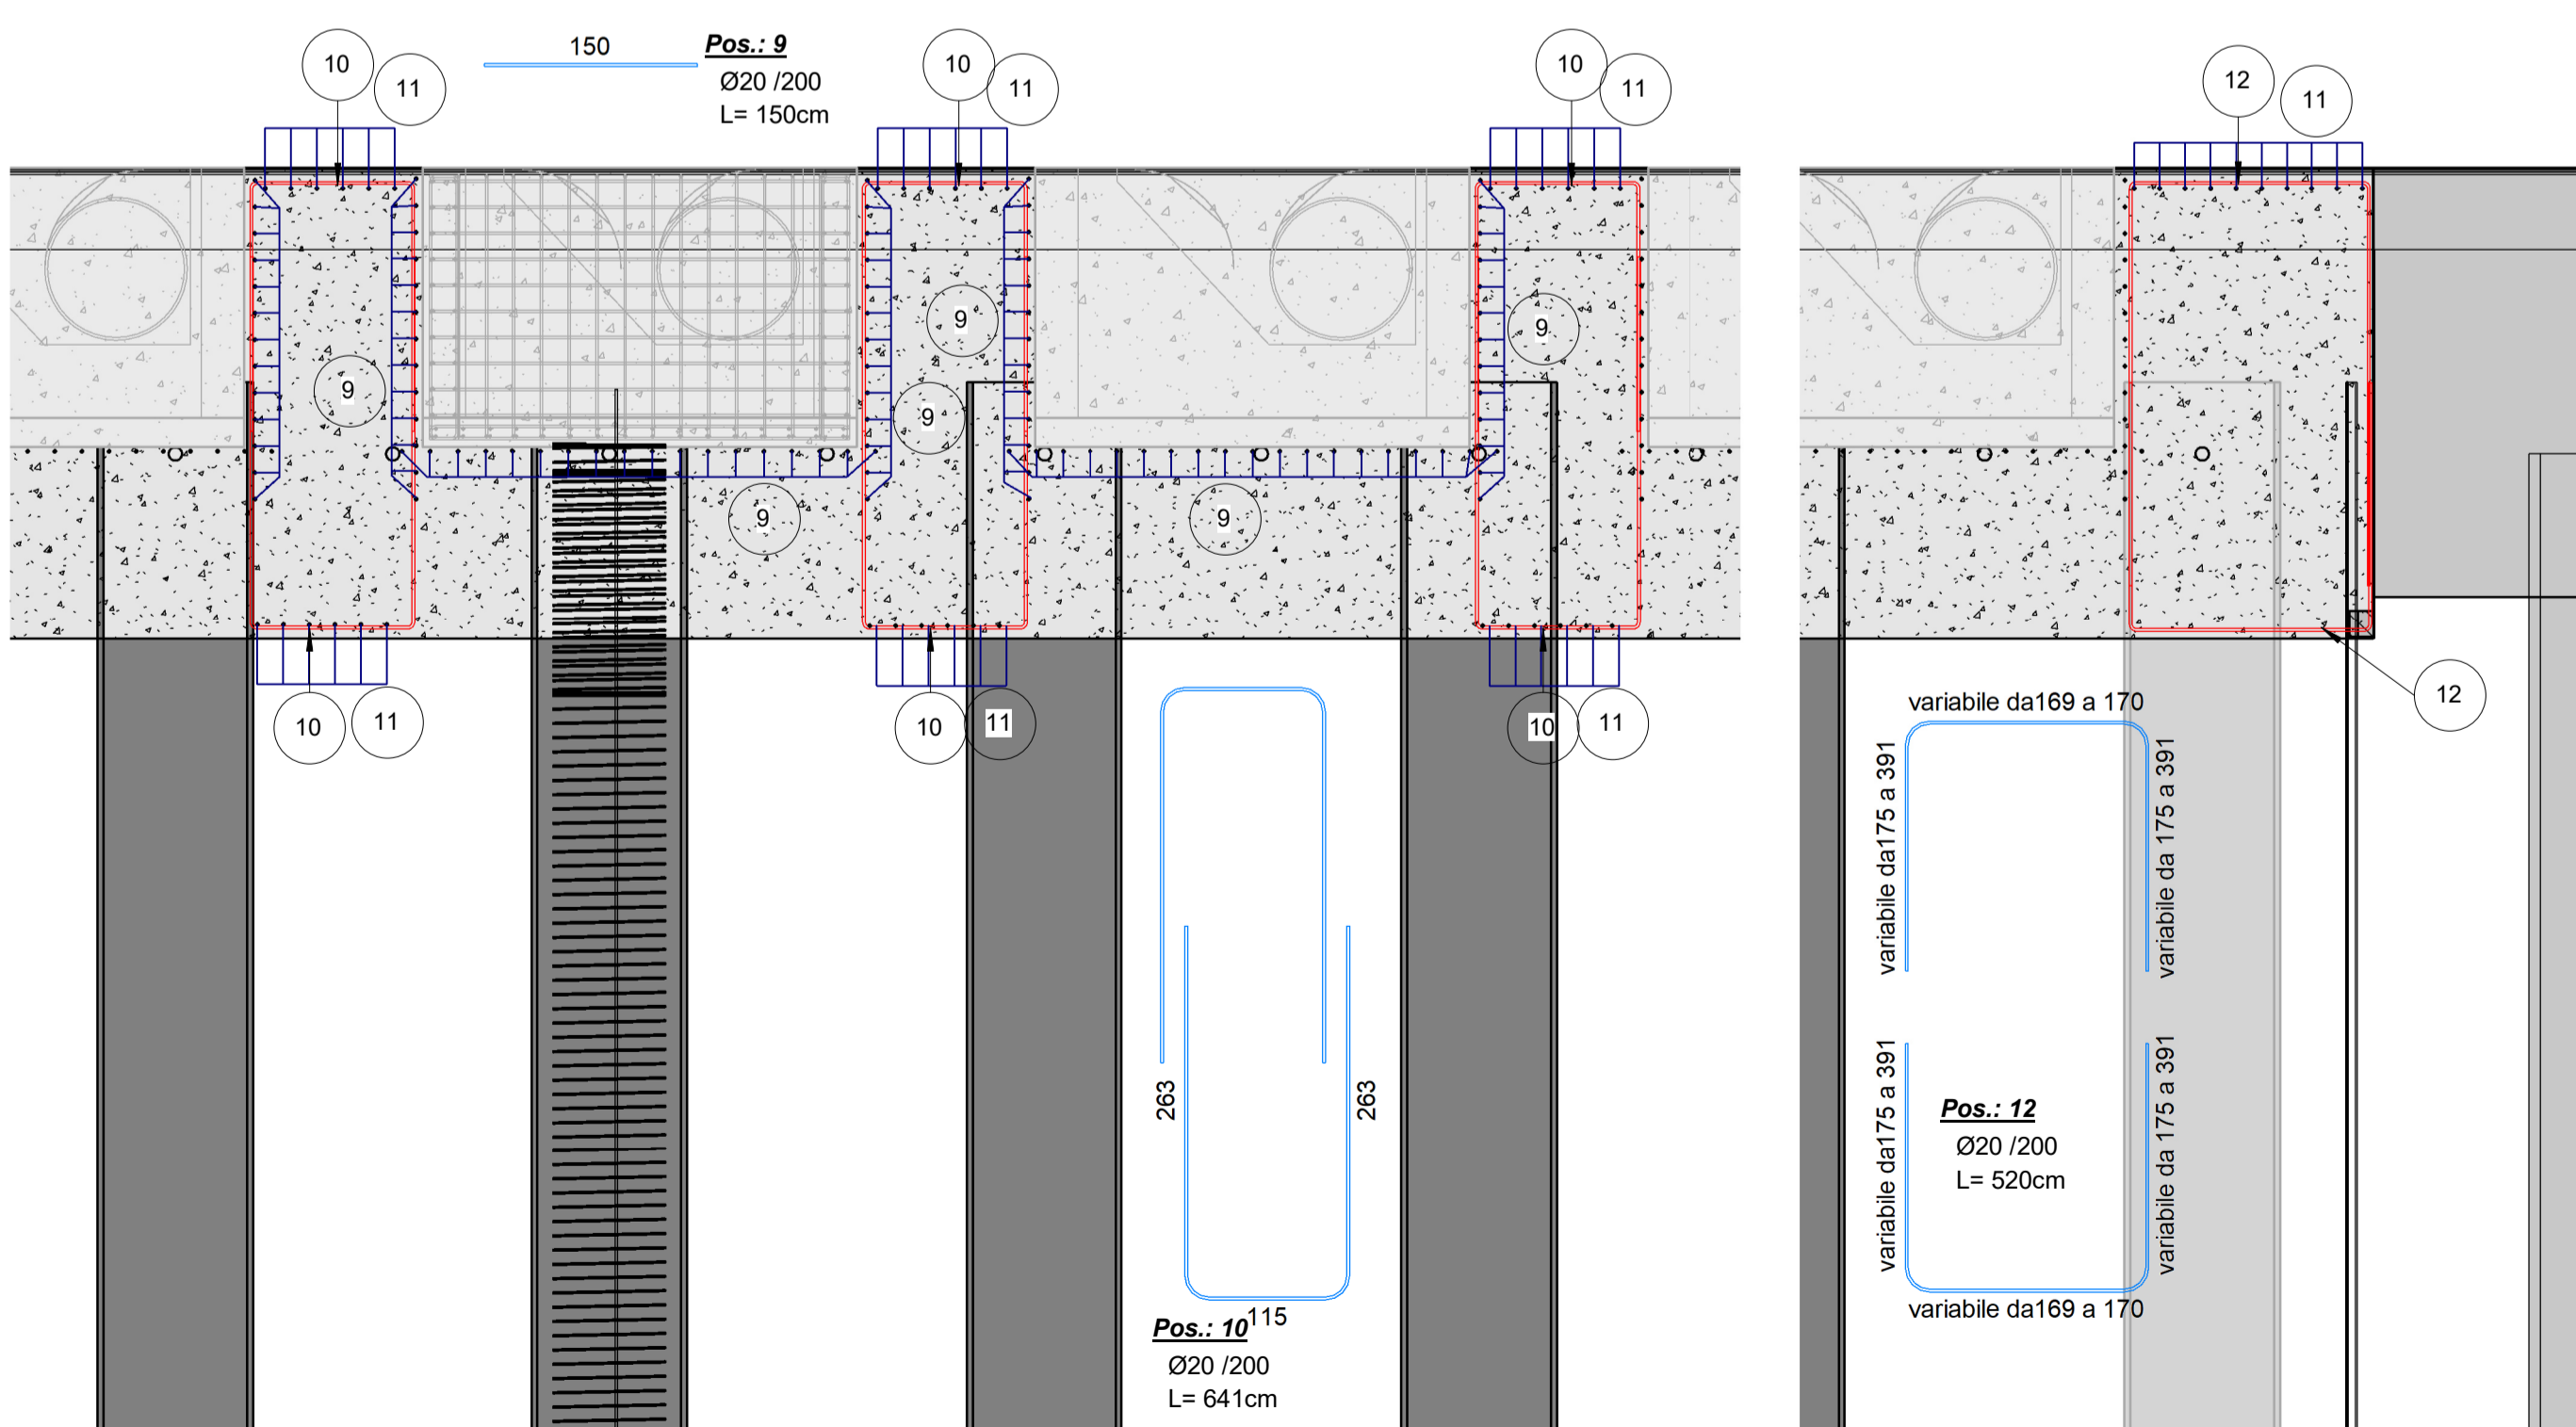 10
11
150
Pos.: 9
Ø20 /200
L= 150cm
10
11
10
11
12
11
9
9
9
9
9
9
10
11
10
11
10
11
12
263
263
115
Pos.: 10
Ø20 /200
L= 641cm
variabile da169 a 170
variabile da175 a 391
variabile da 175 a 391
variabile da175 a 391
variabile da 175 a 391
Pos.: 12
Ø20 /200
L= 520cm
variabile da169 a 170